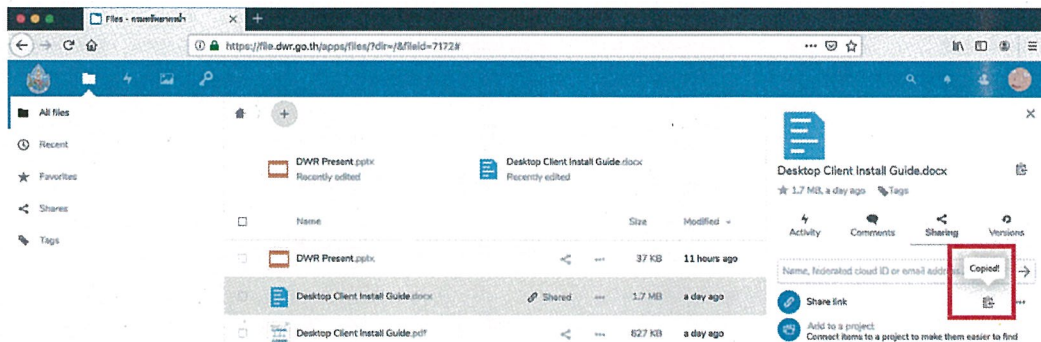 Files - กรมทรัพยากรน้ำ
https://file.dwr.go.th/apps/files/?dir=/&fileid=7172#
All files
Recent
Favorites
Shares
Tags
DWR Present.pptx
Recently edited
Desktop Client Install Guide.docx
Recently edited
Name Size Modified
DWR Present.pptx 37 KB 11 hours ago
Desktop Client Install Guide.docx Shared 1.7 MB a day ago
Desktop Client Install Guide.pdf 627 KB a day ago
Desktop Client Install Guide.docx
1.7 MB, a day ago Tags
Activity Comments Sharing Versions
Name, federated cloud ID or email address...
Copied!
Share link
Add to a project
Connect items to a project to make them easier to find